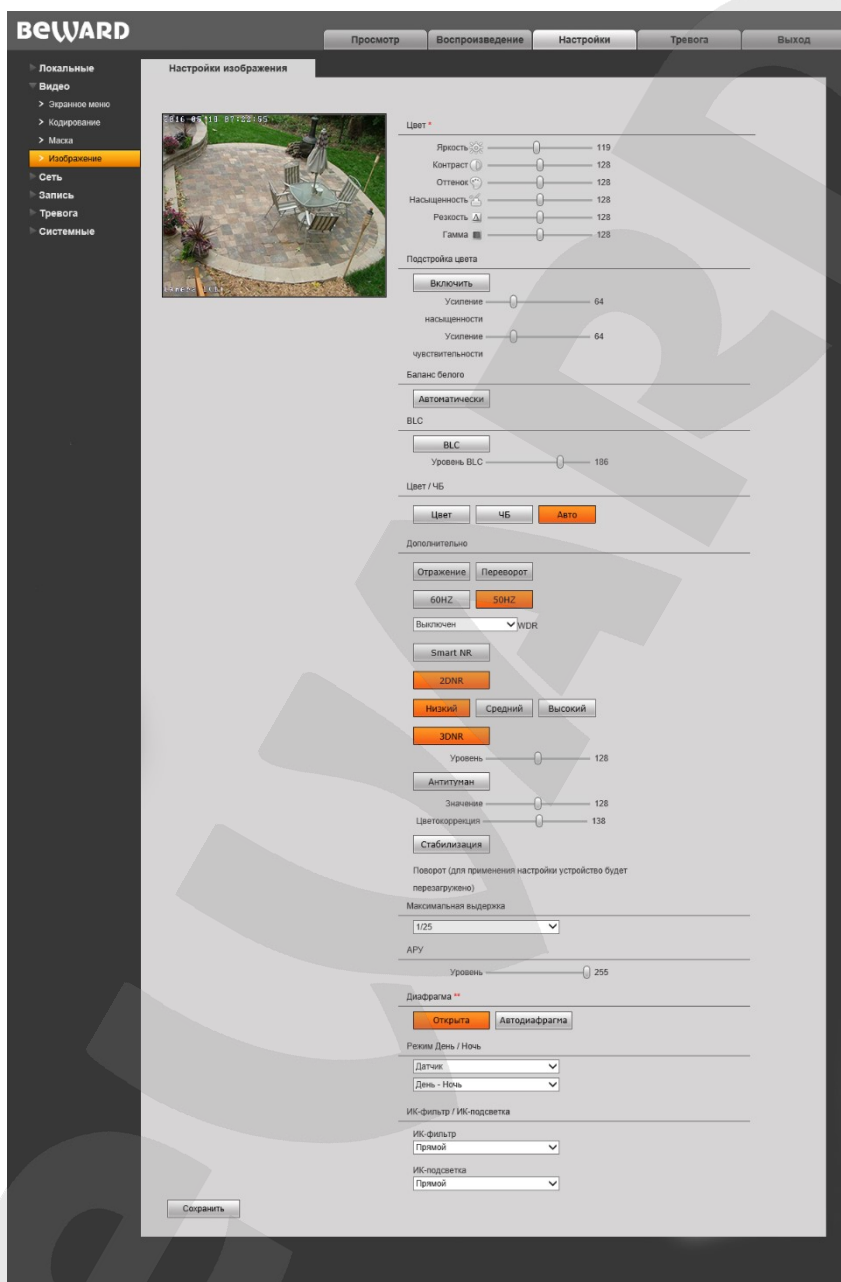 BEWARD
Просмотр Воспроизведение Настройки Тревога Выход
Локальные
Видео
Экранное меню
Кодирование
Маска
Изображение
Сеть
Запись
Тревога
Системные
Настройки изображения
Цвет *
Яркость 119
Контраст 128
Оттенок 128
Насыщенность 128
Резкость 128
Гамма 128
Подстройка цвета
Включить
Усиление 64
насыщенности
Усиление 64
чувствительности
Баланс белого
Автоматически
BLC
BLC
Уровень BLC 186
Цвет / ЧБ
Цвет ЧБ Авто
Дополнительно
Отражение Переворот
60HZ 50HZ
Выключен WDR
Smart NR
2DNR
Низкий Средний Высокий
3DNR
Уровень 128
Антитуман
Значение 128
Цветокоррекция 138
Стабилизация
Поворот (для применения настройки устройство будет
перезагружено)
Максимальная выдержка
1/25
АРУ
Уровень 255
Диафрагма **
Открыта Автодиафрагма
Режим День / Ночь
Датчик
День - Ночь
ИК-фильтр / ИК-подсветка
ИК-фильтр
Прямой
ИК-подсветка
Прямой
Сохранить